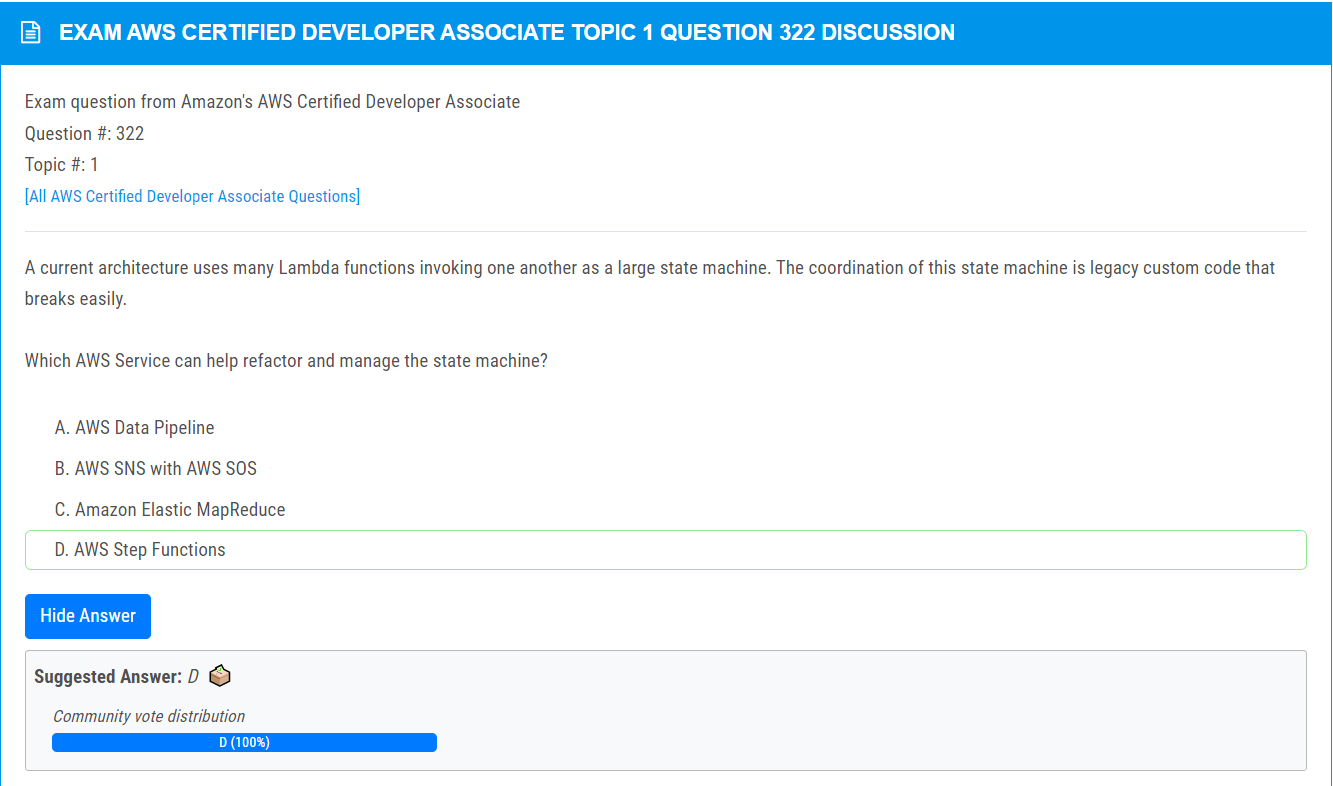 EXAM AWS CERTIFIED DEVELOPER ASSOCIATE TOPIC 1 QUESTION 322 DISCUSSION
Exam question from Amazon's AWS Certified Developer Associate
Question #: 322
Topic #: 1
[All AWS Certified Developer Associate Questions]
A current architecture uses many Lambda functions invoking one another as a large state machine. The coordination of this state machine is legacy custom code that
breaks easily.
Which AWS Service can help refactor and manage the state machine?
A. AWS Data Pipeline
B. AWS SNS with AWS SOS
C. Amazon Elastic MapReduce
D. AWS Step Functions
Hide Answer
Suggested Answer: D
Community vote distribution
D (100%)